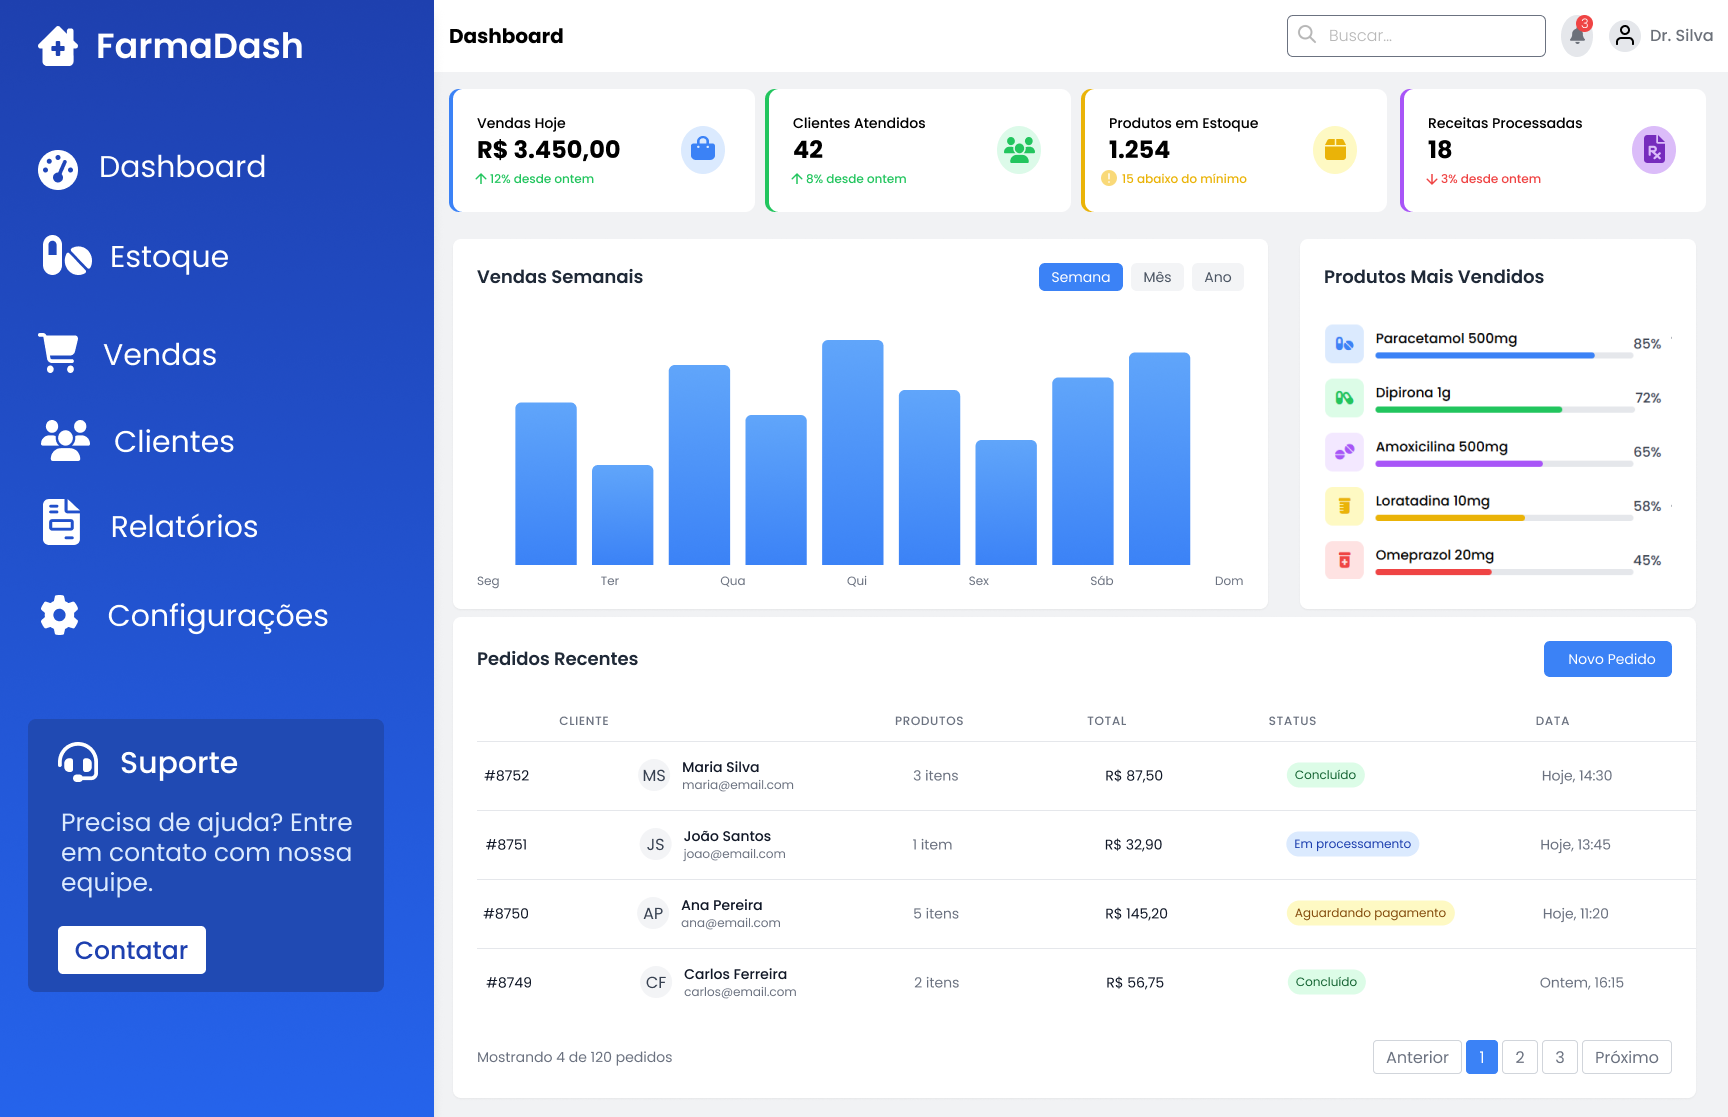 FarmaDash
Dashboard
Estoque
Vendas
Clientes
Relatórios
Configurações
Suporte
Precisa de ajuda? Entre
em contato com nossa
equipe.
Contatar
Dashboard
Buscar...
3
Dr. Silva
Vendas Hoje
R$ 3.450,00
12% desde ontem
Clientes Atendidos
42
8% desde ontem
Produtos em Estoque
1.254
15 abaixo do mínimo
Receitas Processadas
18
3% desde ontem
Vendas Semanais
Semana Mês Ano
Seg Ter Qua Qui Sex Sáb Dom
Produtos Mais Vendidos
Paracetamol 500mg 85%
Dipirona 1g 72%
Amoxicilina 500mg 65%
Loratadina 10mg 58%
Omeprazol 20mg 45%
Pedidos Recentes
Novo Pedido
CLIENTE PRODUTOS TOTAL STATUS DATA
#8752 MS Maria Silva 3 itens R$ 87,50 Concluído Hoje, 14:30
maria@email.com
#8751 JS João Santos 1 item R$ 32,90 Em processamento Hoje, 13:45
joao@email.com
#8750 AP Ana Pereira 5 itens R$ 145,20 Aguardando pagamento Hoje, 11:20
ana@email.com
#8749 CF Carlos Ferreira 2 itens R$ 56,75 Concluído Ontem, 16:15
carlos@email.com
Mostrando 4 de 120 pedidos
Anterior 1 2 3 Próximo